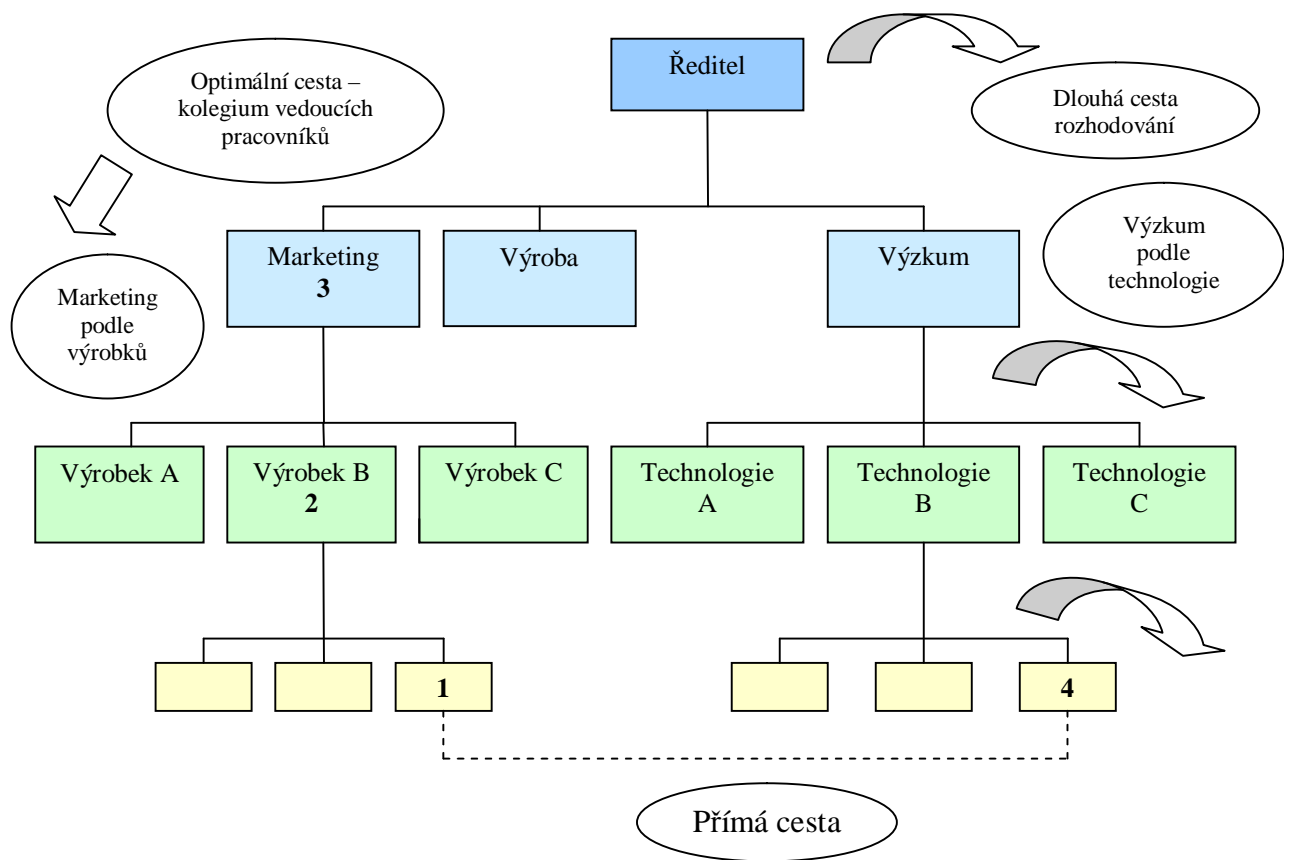 Ředitel
Optimální cesta –
kolegium vedoucích
pracovníků
Dlouhá cesta
rozhodování
Marketing
3
Výroba
Výzkum
Výzkum
podle
technologie
Marketing
podle
výrobků
Výrobek A
Výrobek B
2
Výrobek C
Technologie
A
Technologie
B
Technologie
C
1
4
Přímá cesta